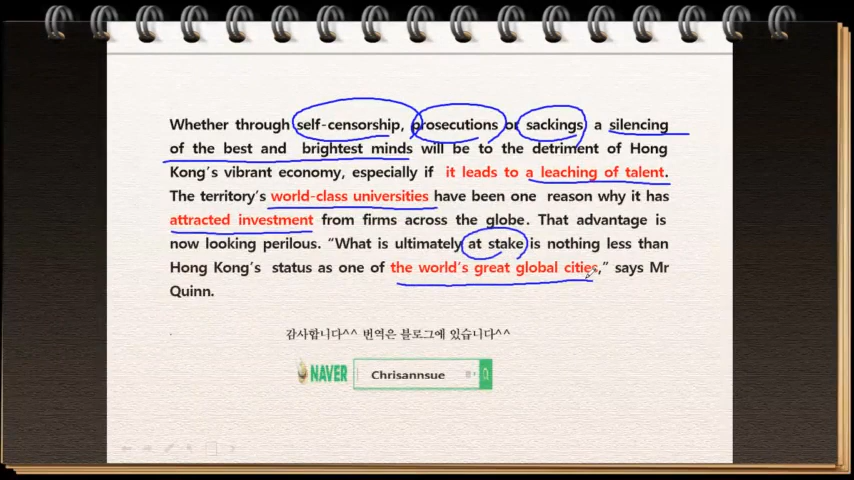 Whether through self-censorship, prosecutions or sackings a silencing
of the best and brightest minds will be to the detriment of Hong
Kong's vibrant economy, especially if it leads to a leaching of talent.
The territory's world-class universities have been one reason why it has
attracted investment from firms across the globe. That advantage is
now looking perilous. “What is ultimately at stake is nothing less than
Hong Kong's status as one of the world's great global cities,” says Mr
Quinn.
감사합니다^^ 번역은 블로그에 있습니다^^
NAVER Chrisannsue